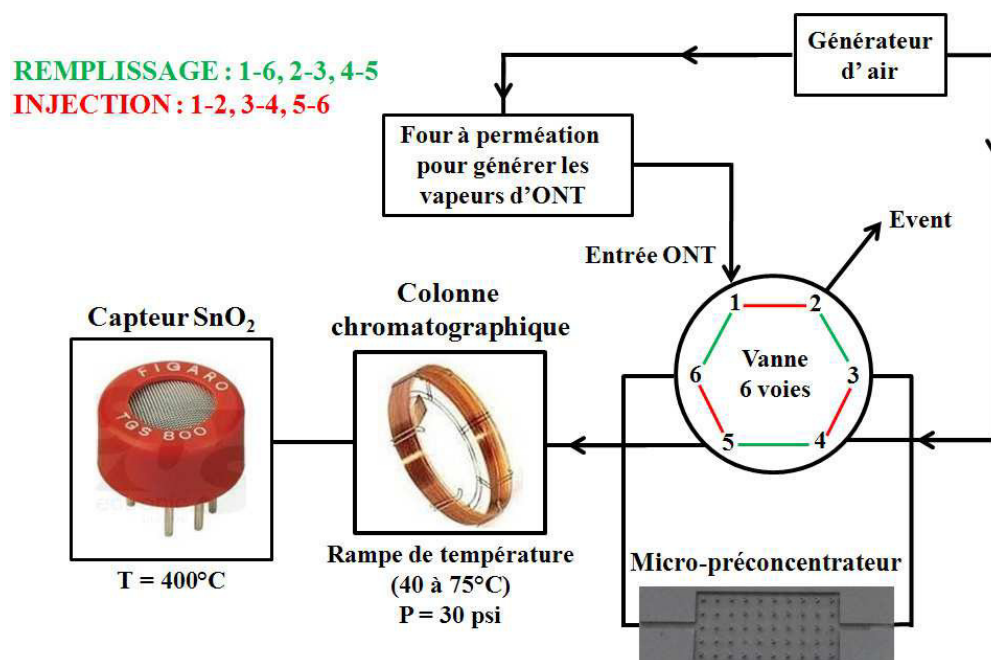 REMPLISSAGE : 1-6, 2-3, 4-5
INJECTION : 1-2, 3-4, 5-6
Générateur
d' air
Four à perméation
pour générer les
vapeurs d'ONT
Event
Entrée ONT
Colonne
chromatographique
Capteur SnO2
FIGARO
TGS 800
1
2
3
4
5
6
Vanne
6 voies
T = 400°C
Rampe de température
(40 à 75°C)
P = 30 psi
Micro-préconcentrateur